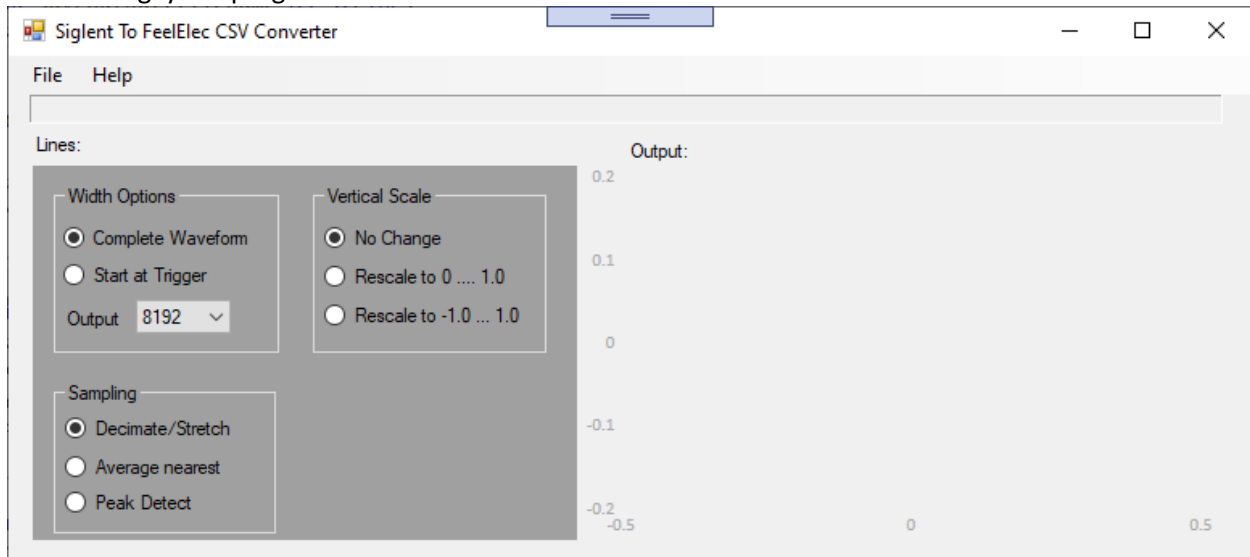 Siglent To FeelElec CSV Converter
File Help
Lines:
Width Options
Complete Waveform
Start at Trigger
Output 8192
Vertical Scale
No Change
Rescale to 0 .... 1.0
Rescale to -1.0 ... 1.0
Sampling
Decimate/Stretch
Average nearest
Peak Detect
Output:
0.2
0.1
0
-0.1
-0.2
-0.5 0 0.5